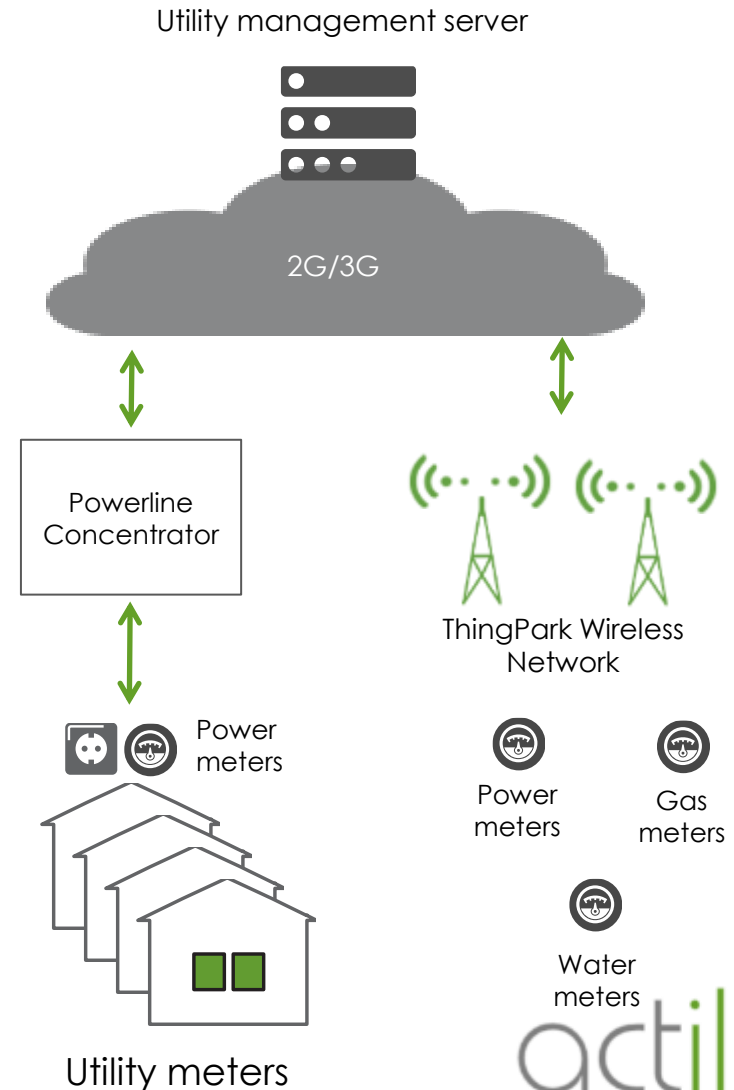 Utility management server
2G/3G
Powerline
Concentrator
ThingPark Wireless
Network
Power
meters
Power
meters
Gas
meters
Water
meters
Utility meters
actil